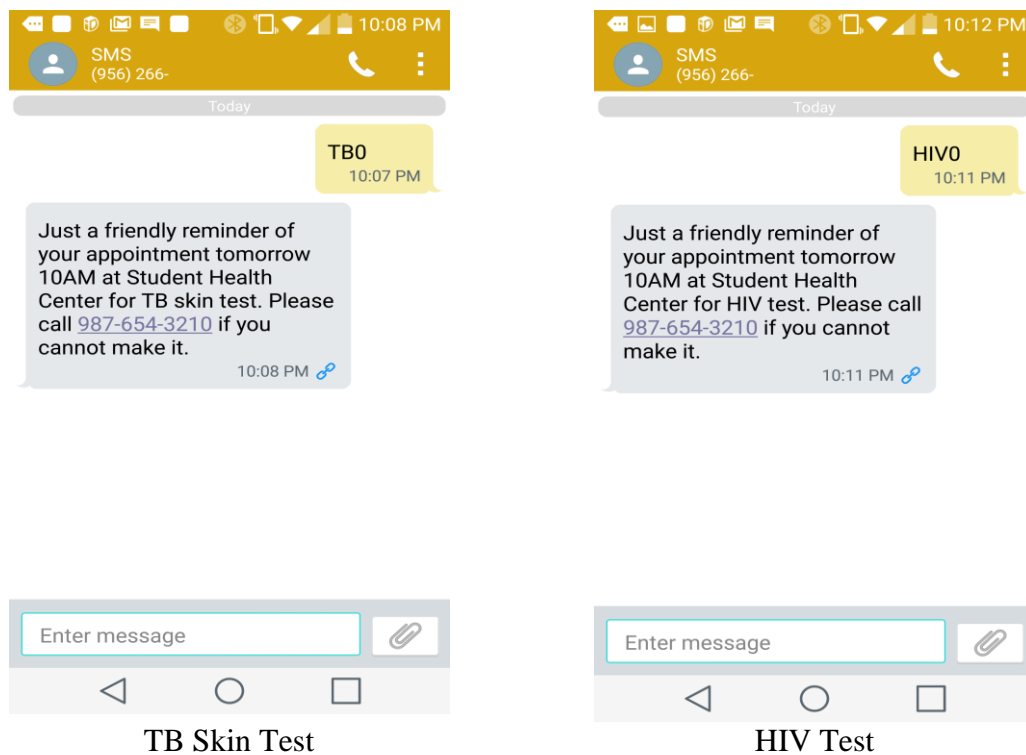 10:08 PM
SMS
(956) 266-
Today
TB0
10:07 PM
Just a friendly reminder of
your appointment tomorrow
10AM at Student Health
Center for TB skin test. Please
call 987-654-3210 if you
cannot make it.
10:08 PM
Enter message
TB Skin Test
10:12 PM
SMS
(956) 266-
Today
HIV0
10:11 PM
Just a friendly reminder of
your appointment tomorrow
10AM at Student Health
Center for HIV test. Please call
987-654-3210 if you cannot
make it.
10:11 PM
Enter message
HIV Test